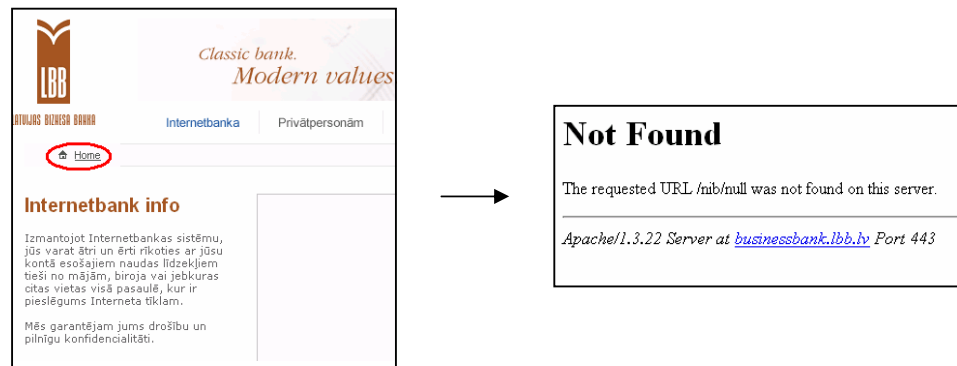 LBB
LATVIJAS BIZNESA BANKA
Classic bank.
Modern values
Internetbanka
Privātpersonām
Home
Internetbank info
Izmantojot Internetbankas sistēmu,
jūs varat ātri un ērti rīkoties ar jūsu
kontā esošajiem naudas līdzekļiem
tieši no mājām, biroja vai jebkuras
citas vietas visā pasaulē, kur ir
pieslēgums Interneta tīklam.
Mēs garantējam jums drošību un
pilnīgu konfidencialitāti.
Not Found
The requested URL /nib/null was not found on this server.
Apache/1.3.22 Server at businessbank.lbb.lv Port 443